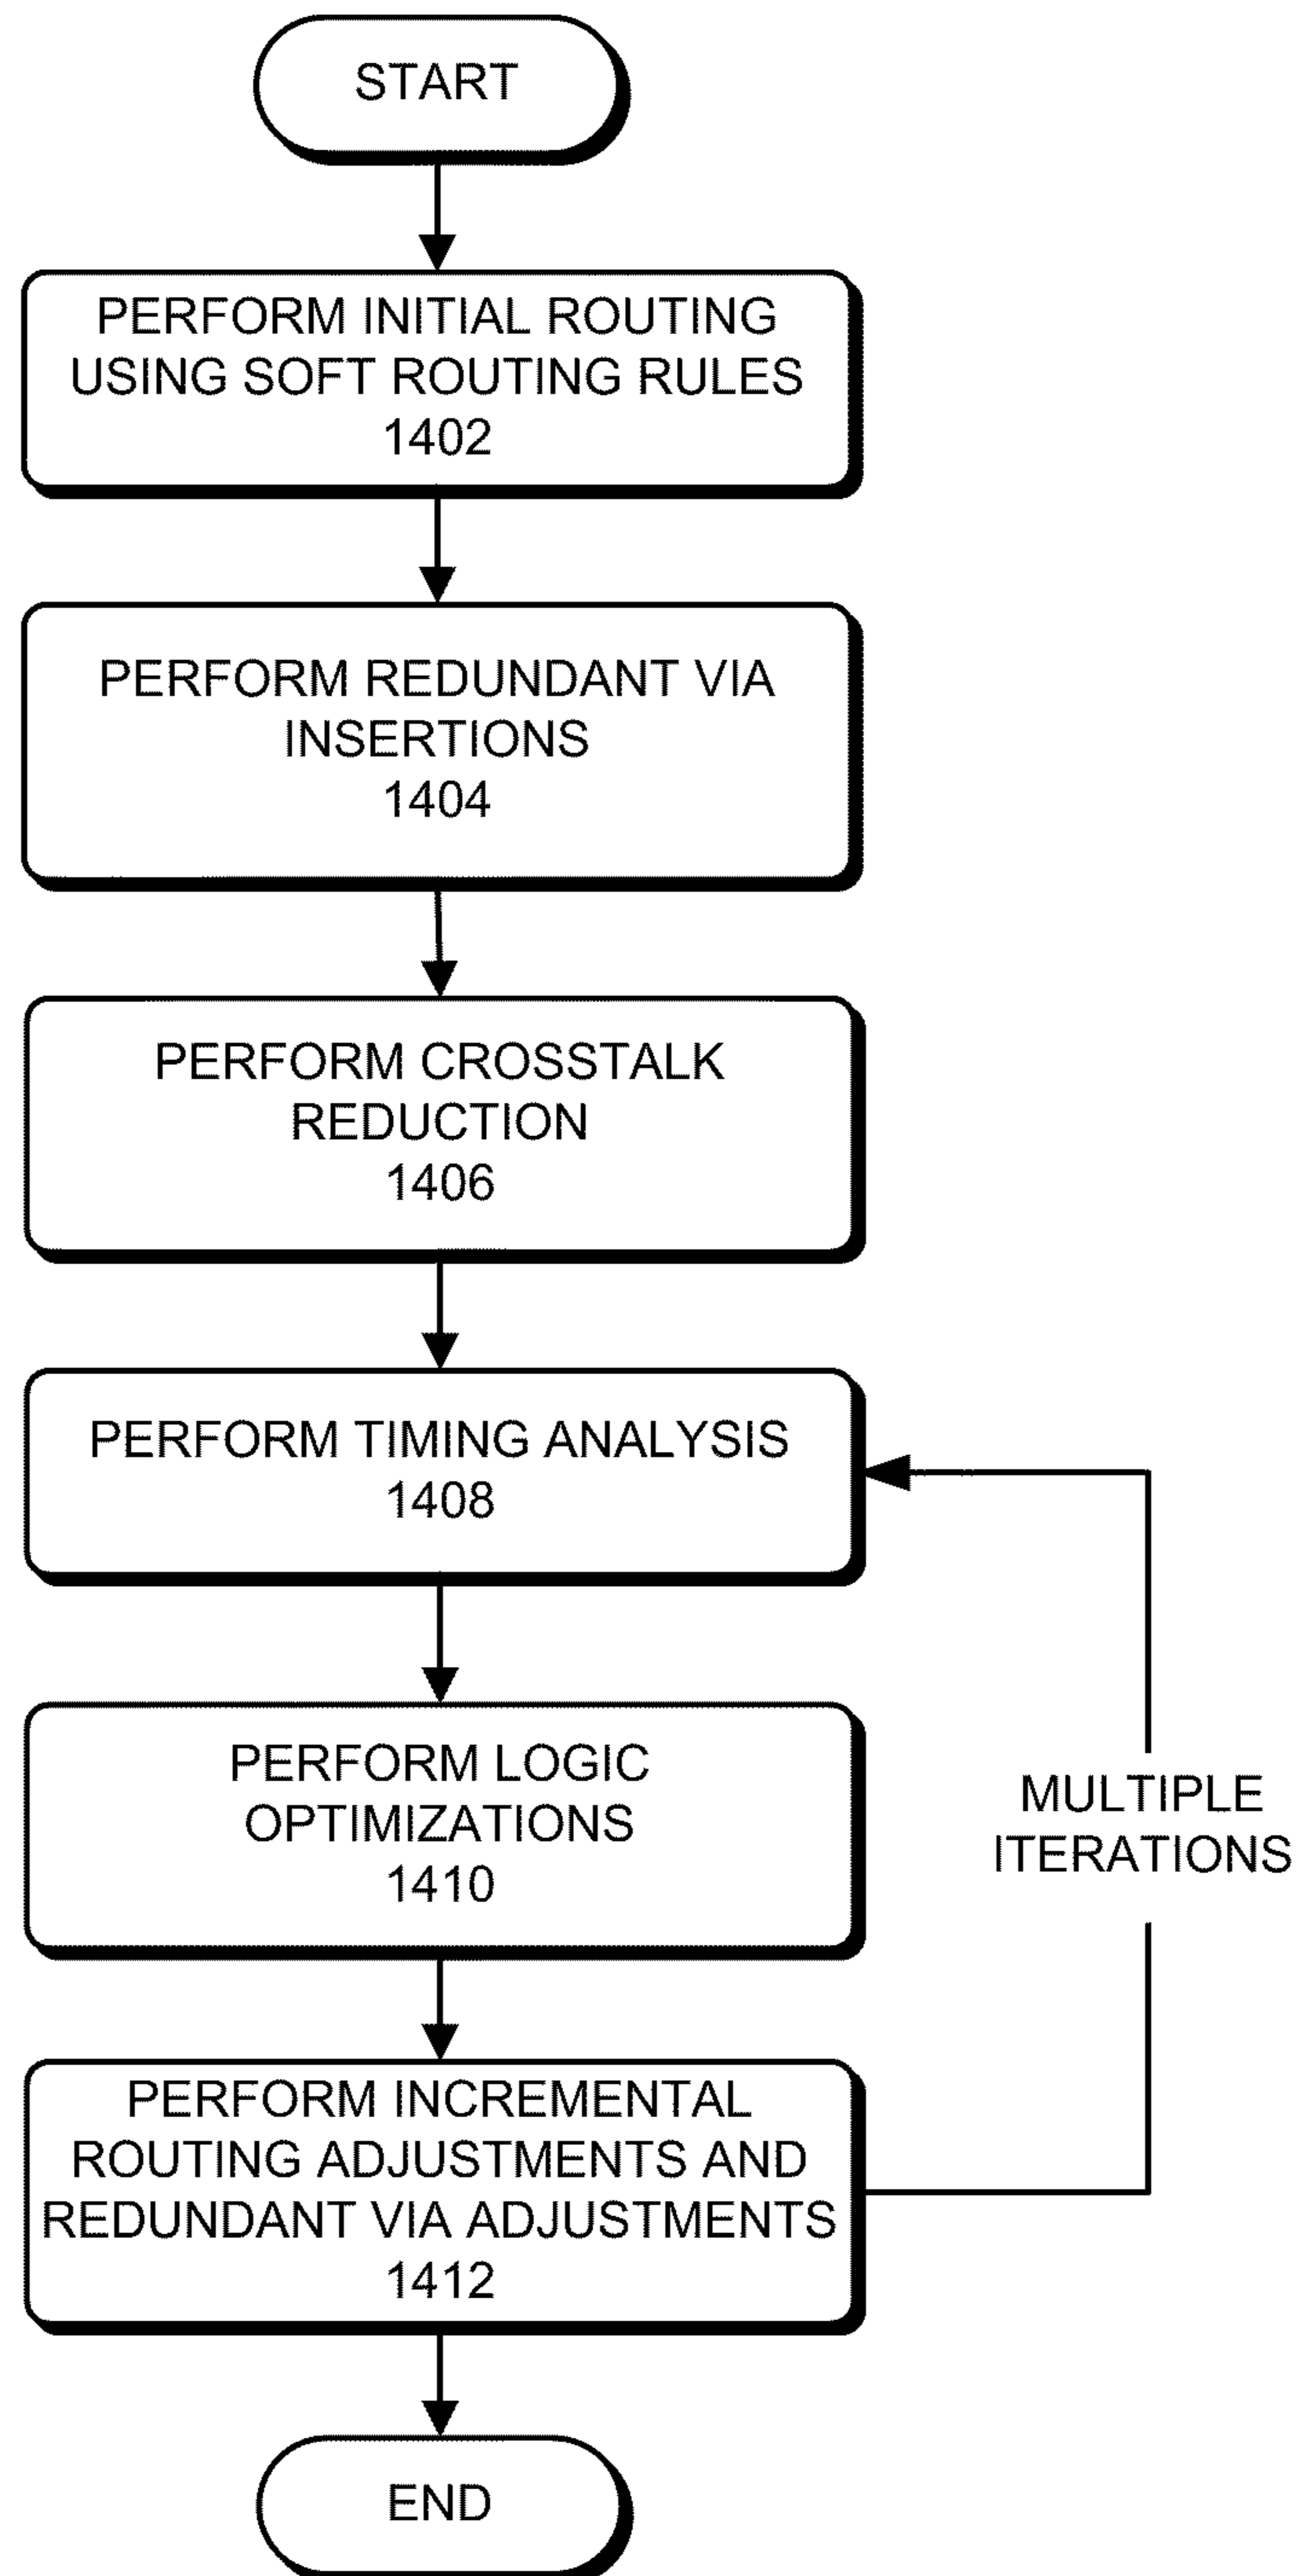 START
PERFORM INITIAL ROUTING
USING SOFT ROUTING RULES
1402
PERFORM REDUNDANT VIA
INSERTIONS
1404
PERFORM CROSSTALK
REDUCTION
1406
PERFORM TIMING ANALYSIS
1408
PERFORM LOGIC
OPTIMIZATIONS
1410
MULTIPLE
ITERATIONS
PERFORM INCREMENTAL
ROUTING ADJUSTMENTS AND
REDUNDANT VIA ADJUSTMENTS
1412
END